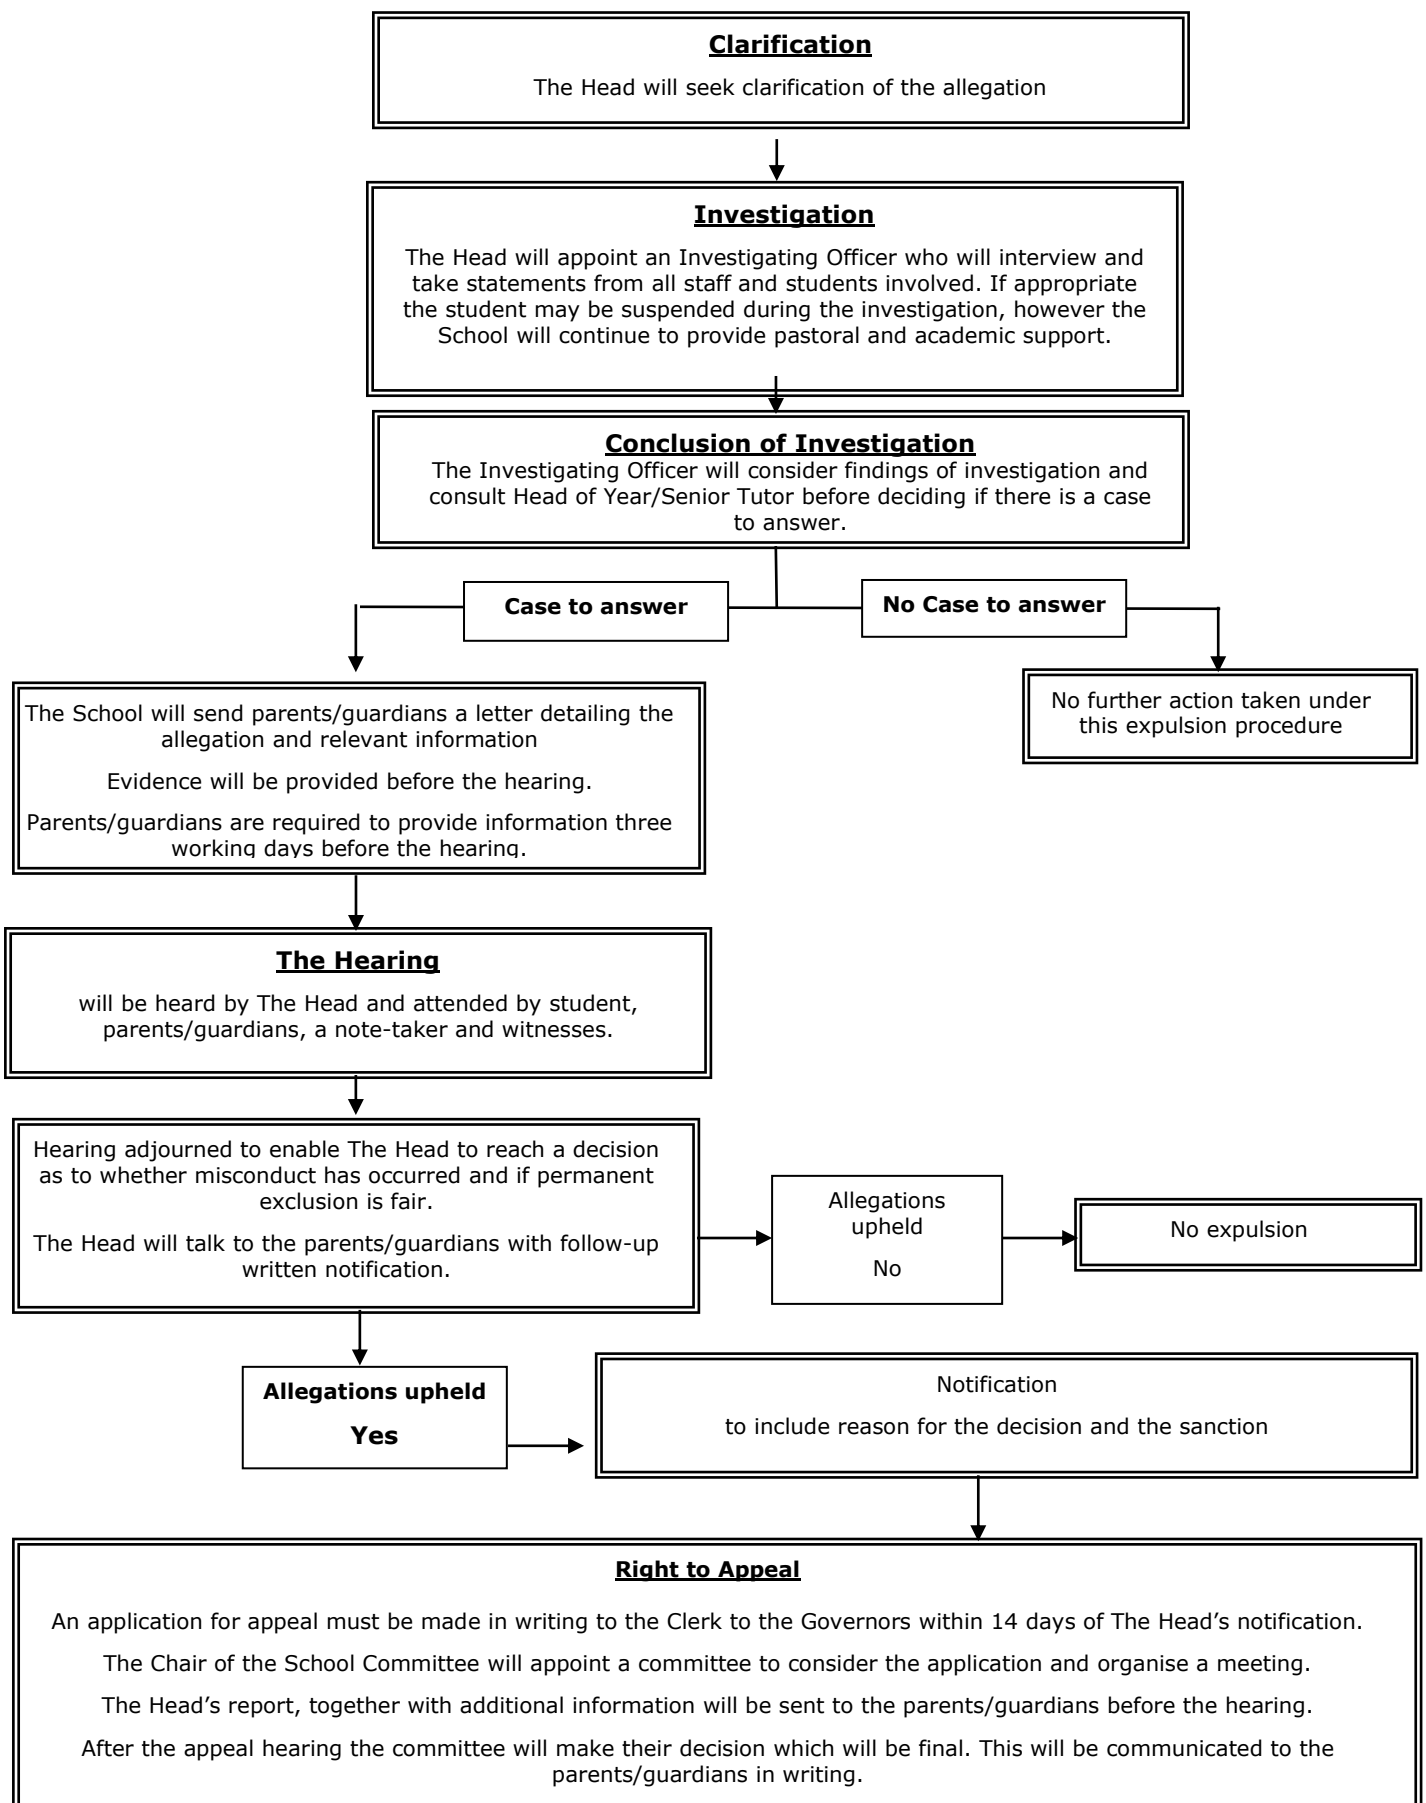 Clarification
The Head will seek clarification of the allegation
Investigation
The Head will appoint an Investigating Officer who will interview and
take statements from all staff and students involved. If appropriate
the student may be suspended during the investigation, however the
School will continue to provide pastoral and academic support.
Conclusion of Investigation
The Investigating Officer will consider findings of investigation and
consult Head of Year/Senior Tutor before deciding if there is a case
to answer.
Case to answer
No Case to answer
The School will send parents/guardians a letter detailing the
allegation and relevant information
Evidence will be provided before the hearing.
Parents/guardians are required to provide information three
working days before the hearing.
No further action taken under
this expulsion procedure
The Hearing
will be heard by The Head and attended by student,
parents/guardians, a note-taker and witnesses.
Hearing adjourned to enable The Head to reach a decision
as to whether misconduct has occurred and if permanent
exclusion is fair.
The Head will talk to the parents/guardians with follow-up
written notification.
Allegations
upheld
No
No expulsion
Allegations upheld
Yes
Notification
to include reason for the decision and the sanction
Right to Appeal
An application for appeal must be made in writing to the Clerk to the Governors within 14 days of The Head’s notification.
The Chair of the School Committee will appoint a committee to consider the application and organise a meeting.
The Head’s report, together with additional information will be sent to the parents/guardians before the hearing.
After the appeal hearing the committee will make their decision which will be final. This will be communicated to the
parents/guardians in writing.